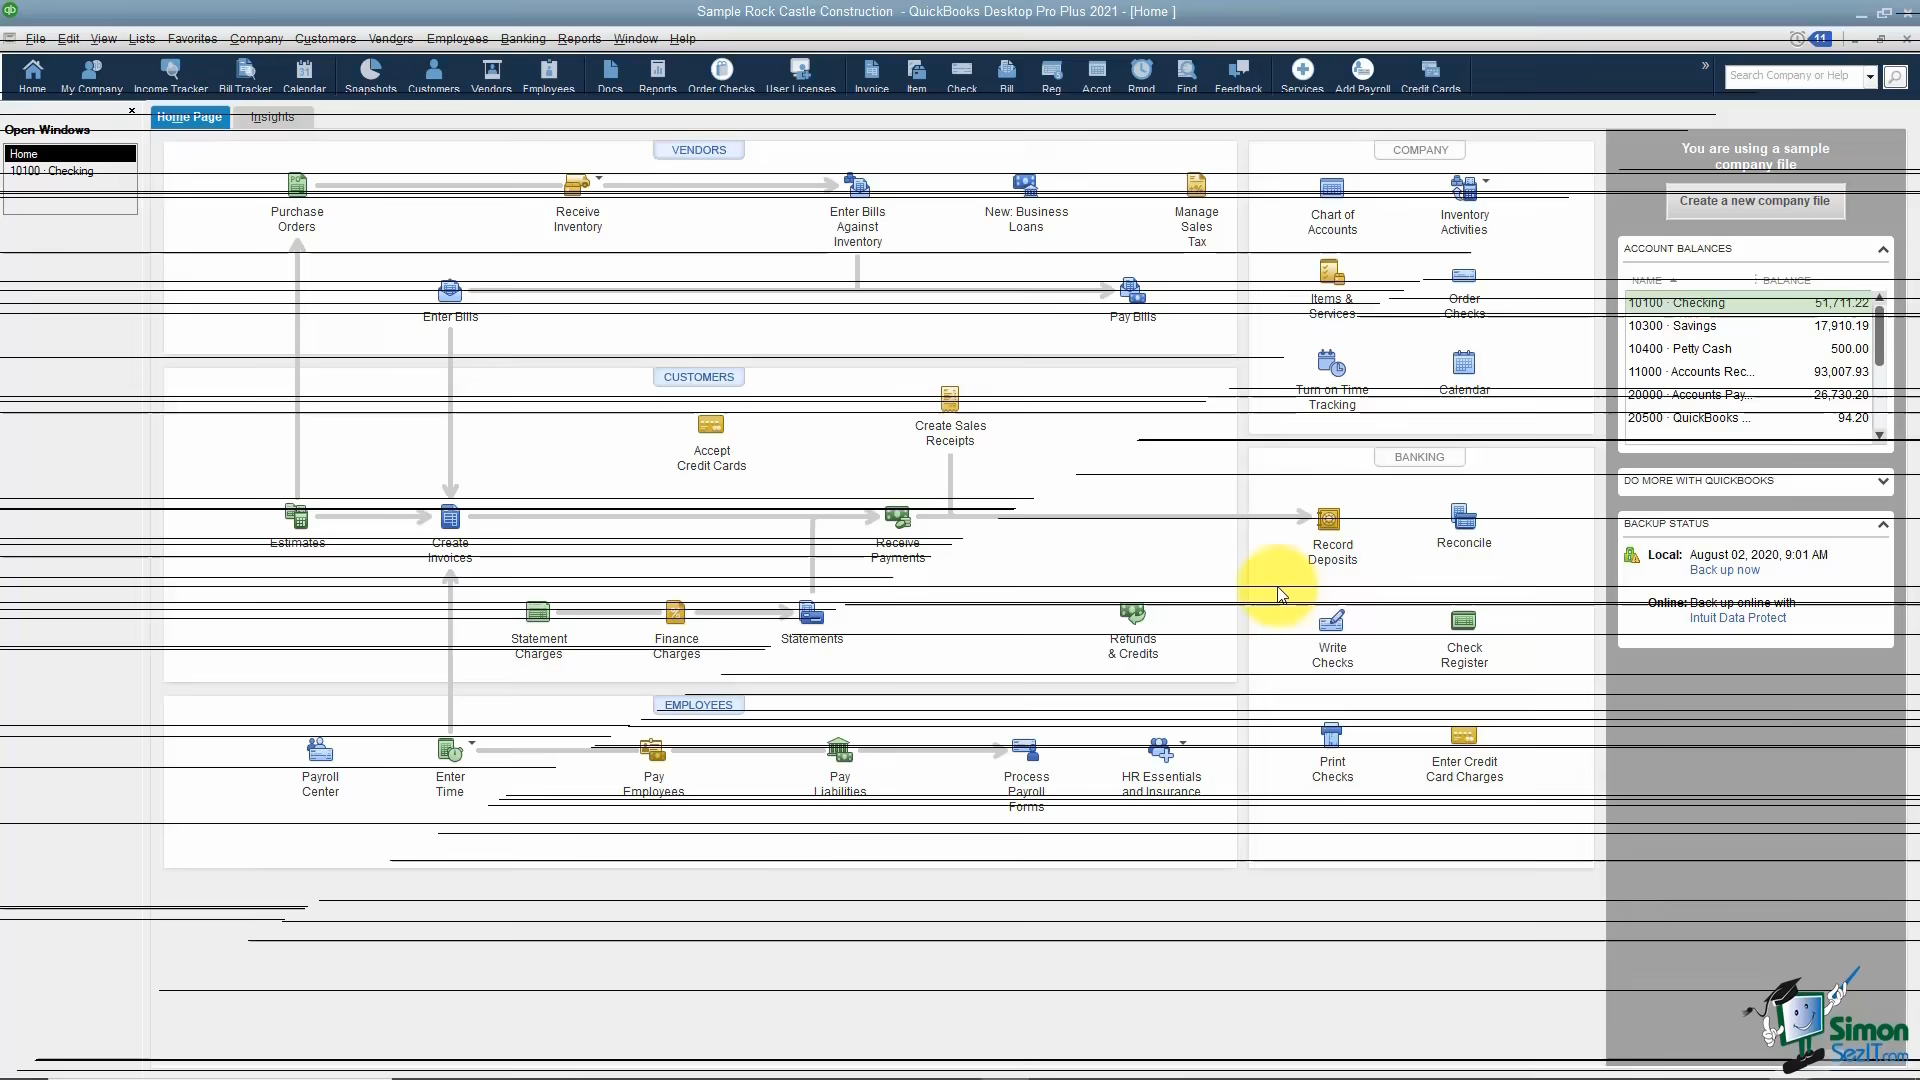 Sample Rock Castle Construction - QuickBooks Desktop Pro Plus 2021 - [Home ]
File Edit View Lists Favorites Company Customers Vendors Employees Banking Reports Window Help
11
Home My Company Income Tracker Bill Tracker Calendar Snapshots Customers Vendors Employees Docs Reports Order Checks User Licenses Invoice Item Check Bill Reg Accnt Rmnd Find Feedback Services Add Payroll Credit Cards
» Search Company or Help
Open Windows
Home
10100 · Checking
Home Page Insights
VENDORS
Purchase
Orders
Receive
Inventory
Enter Bills
Against
Inventory
New: Business
Loans
Manage
Sales
Tax
Enter Bills
Pay Bills
CUSTOMERS
Accept
Credit Cards
Create Sales
Receipts
Estimates
Create
Invoices
Receive
Payments
Statement
Charges
Finance
Charges
Statements
Refunds
& Credits
EMPLOYEES
Payroll
Center
Enter
Time
Pay
Employees
Pay
Liabilities
Process
Payroll
Forms
HR Essentials
and Insurance
COMPANY
Chart of
Accounts
Inventory
Activities
Items &
Services
Order
Checks
Turn on Time
Tracking
Calendar
BANKING
Record
Deposits
Reconcile
Write
Checks
Check
Register
Print
Checks
Enter Credit
Card Charges
You are using a sample
company file
Create a new company file
ACCOUNT BALANCES
NAME BALANCE
10100 · Checking 51,711.22
10300 · Savings 17,910.19
10400 · Petty Cash 500.00
11000 · Accounts Rec... 93,007.93
20000 · Accounts Pay... 26,730.20
20500 · QuickBooks ... 94.20
DO MORE WITH QUICKBOOKS
BACKUP STATUS
Local: August 02, 2020, 9:01 AM
Back up now
Online: Back up online with
Intuit Data Protect
Simon
SezIT.com